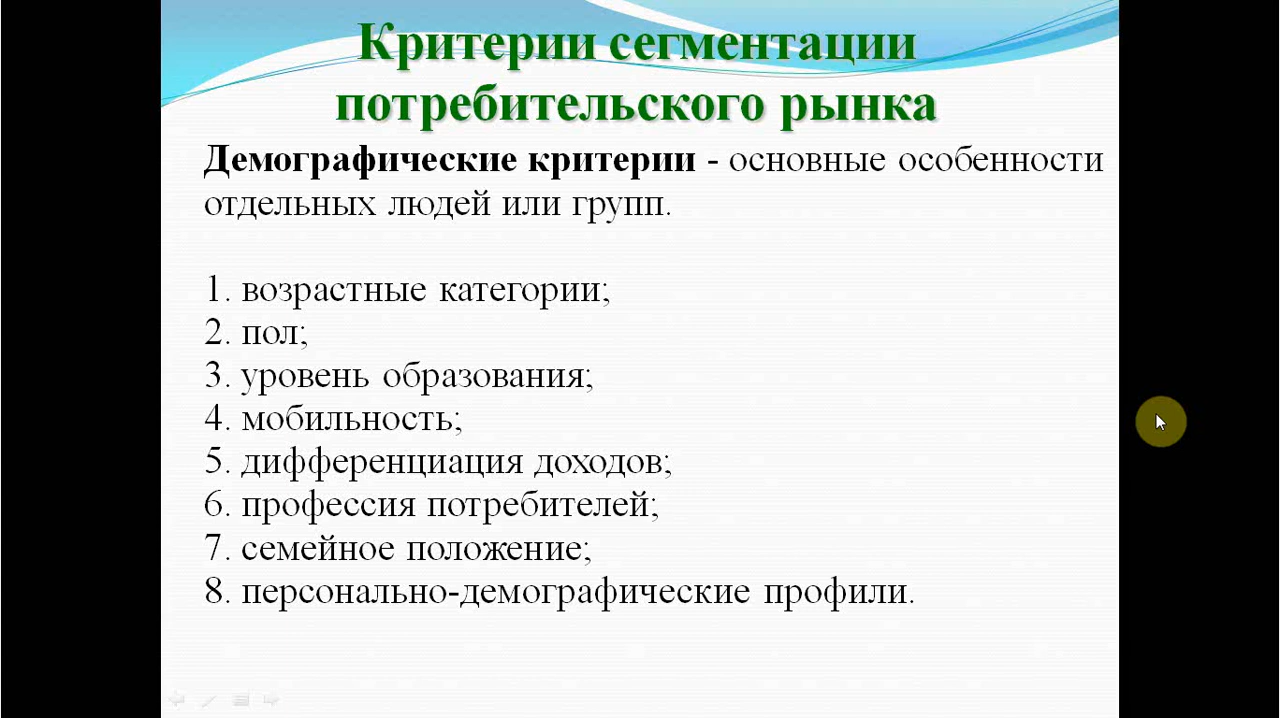 Критерии сегментации
потребительского рынка
Демографические критерии - основные особенности
отдельных людей или групп.
1. возрастные категории;
2. пол;
3. уровень образования;
4. мобильность;
5. дифференциация доходов;
6. профессия потребителей;
7. семейное положение;
8. персонально-демографические профили.